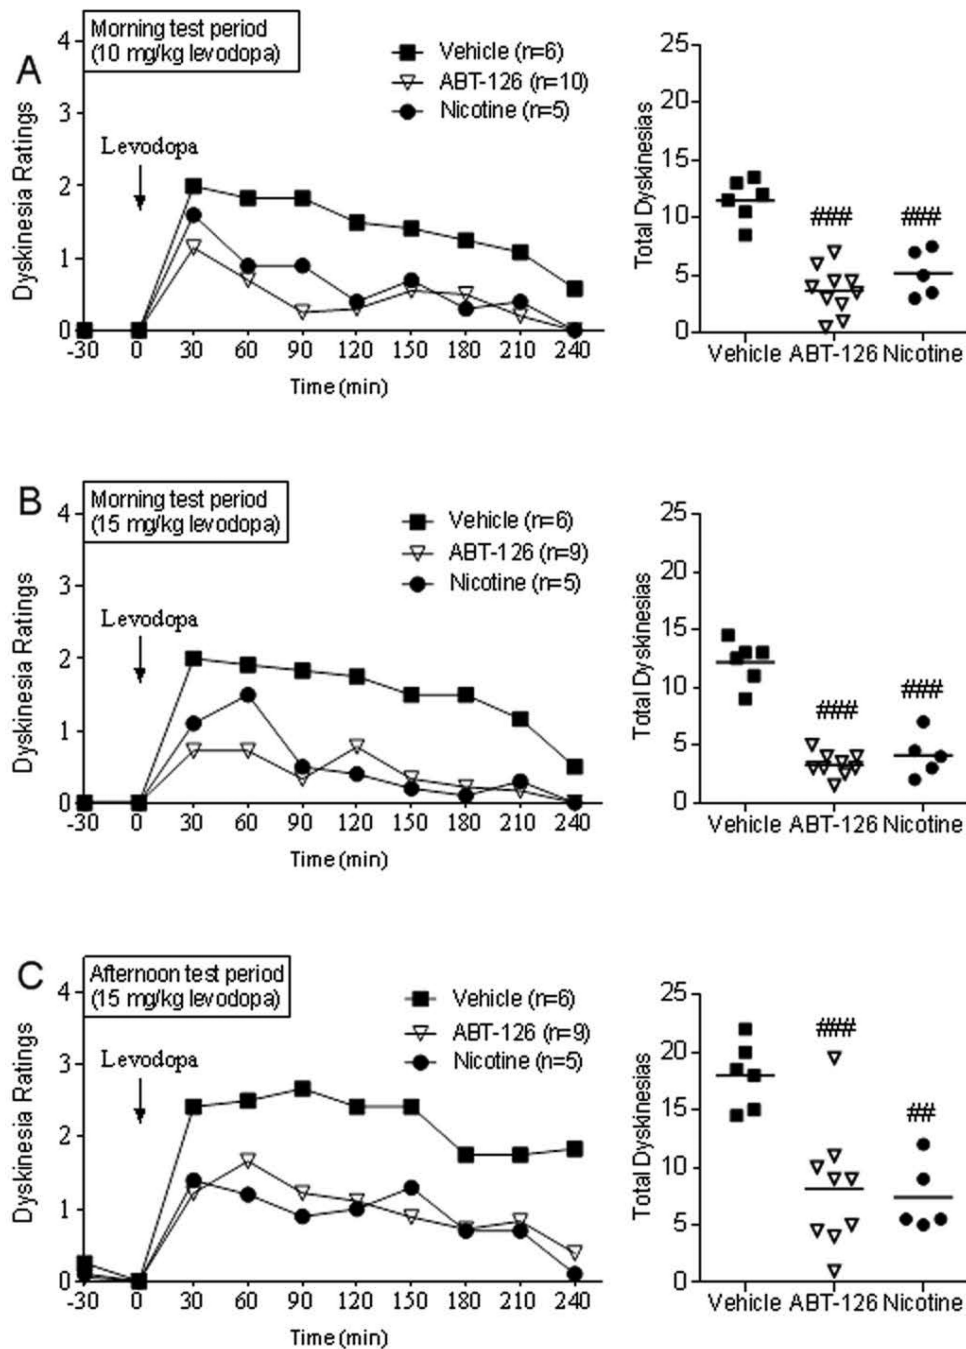 A
Morning test period
(10 mg/kg levodopa)
Vehicle (n=6)
ABT-126 (n=10)
Nicotine (n=5)
Levodopa
Dyskinesia Ratings
4
3
2
1
0
-30 0 30 60 90 120 150 180 210 240
Time (min)
Total Dyskinesias
25
20
15
10
5
0
### ###
Vehicle ABT-126 Nicotine
B
Morning test period
(15 mg/kg levodopa)
Vehicle (n=6)
ABT-126 (n=9)
Nicotine (n=5)
Levodopa
Dyskinesia Ratings
4
3
2
1
0
-30 0 30 60 90 120 150 180 210 240
Time (min)
Total Dyskinesias
25
20
15
10
5
0
### ###
Vehicle ABT-126 Nicotine
C
Afternoon test period
(15 mg/kg levodopa)
Vehicle (n=6)
ABT-126 (n=9)
Nicotine (n=5)
Levodopa
Dyskinesia Ratings
4
3
2
1
0
-30 0 30 60 90 120 150 180 210 240
Time (min)
Total Dyskinesias
25
20
15
10
5
0
### ##
Vehicle ABT-126 Nicotine